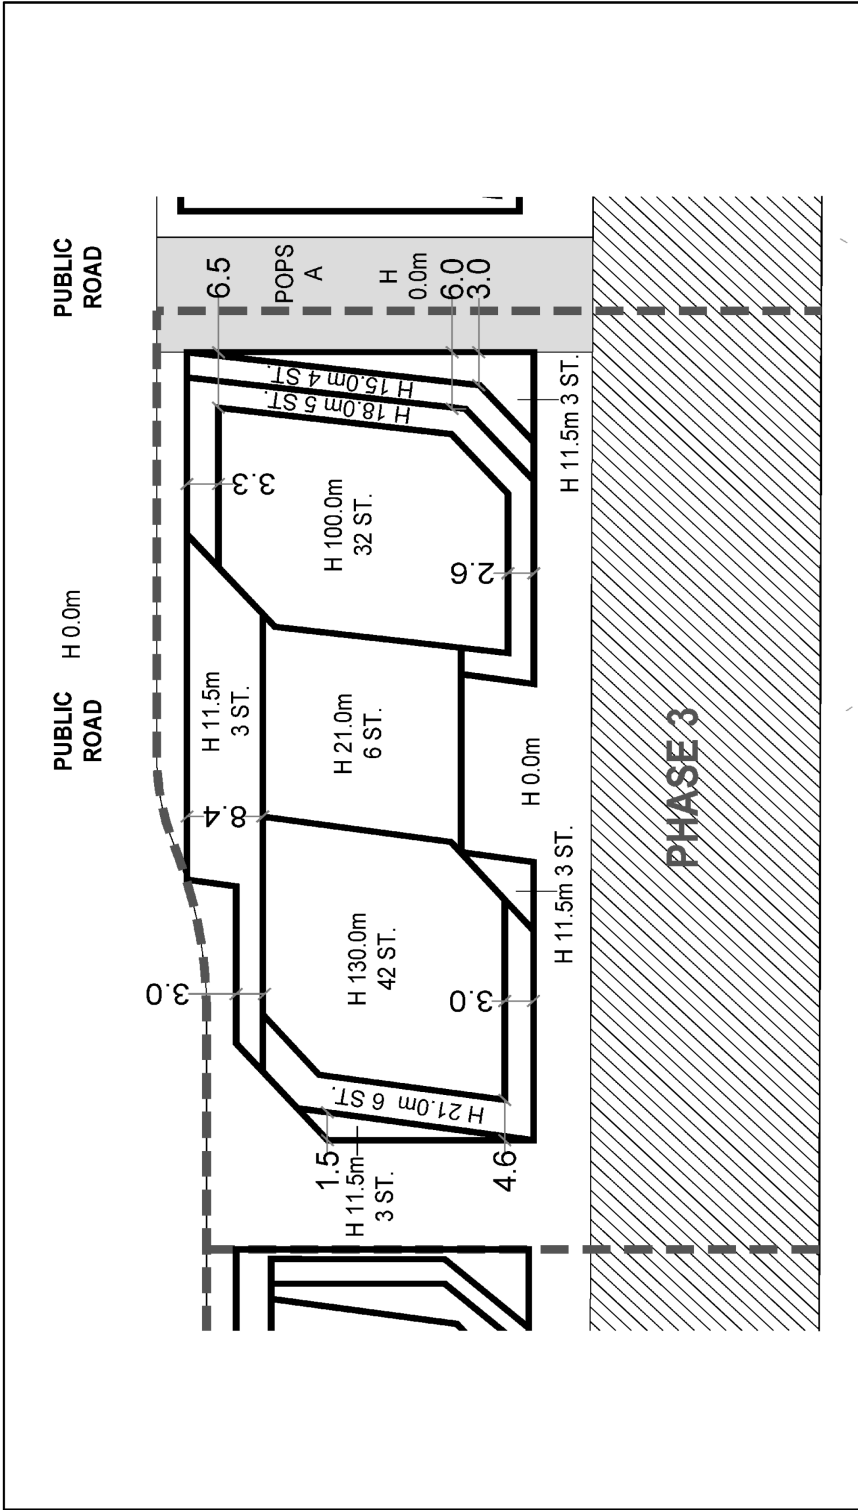 PUBLIC
ROAD
PUBLIC
ROAD
H 0.0m
6.5
POPS
A
H
0.0m
6.0
3.0
H 15.0m 4 ST.
H 18.0m 5 ST.
H 11.5m 3 ST.
3.3
H 100.0m
32 ST.
2.6
H 11.5m
3 ST.
H 21.0m
6 ST.
H 0.0m
8.4
H 11.5m 3 ST.
3.0
H 130.0m
42 ST.
3.0
H 21.0m 6 ST.
1.5
H 11.5m
3 ST.
4.6
PHASE 3